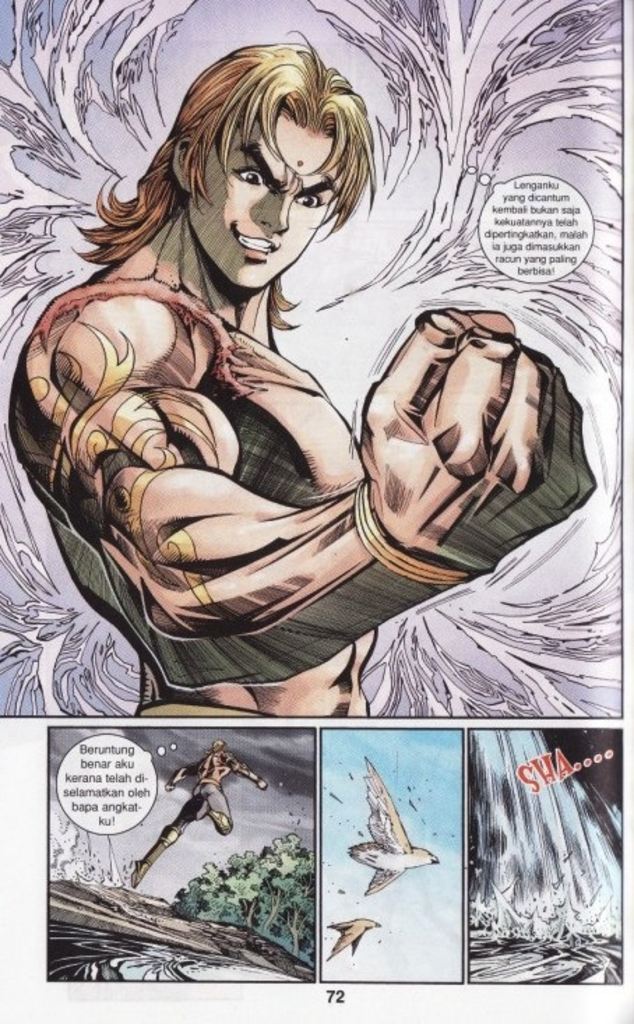 Lenganku
yang dicantum
kembali bukan saja
kekuatannya telah
dipertingkatkan, malah
ia juga dimasukkan
racun yang paling
berbisa!
Beruntung
benar aku
kerana telah di-
selamatkan oleh
bapa angkat-
ku!
SHA....
72